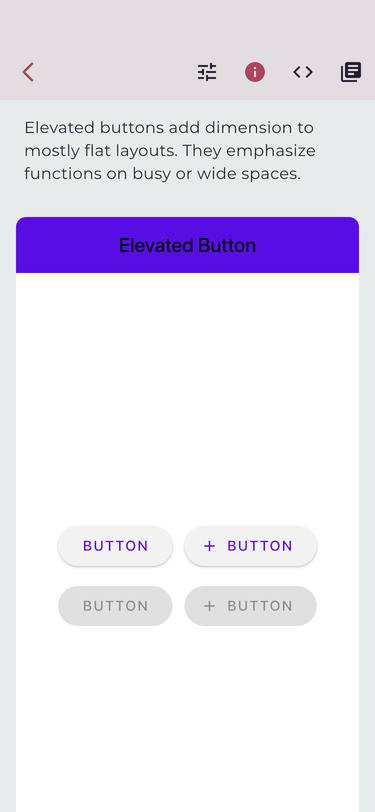 Elevated buttons add dimension to
mostly flat layouts. They emphasize
functions on busy or wide spaces.
Elevated Button
BUTTON
+ BUTTON
BUTTON
+ BUTTON